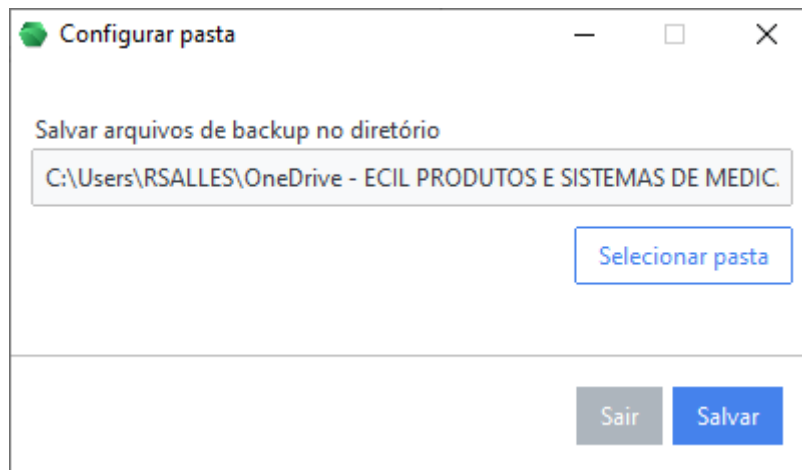 Configurar pasta
Salvar arquivos de backup no diretório
C:\Users\RSALLES\OneDrive - ECIL PRODUTOS E SISTEMAS DE MEDIC
Selecionar pasta
Sair
Salvar